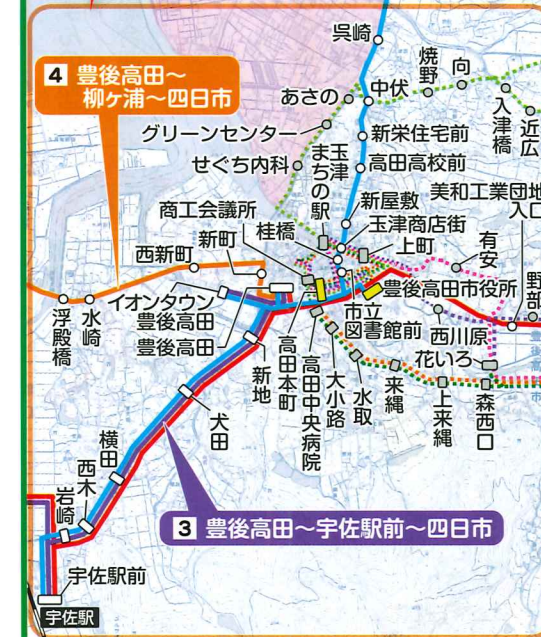 呉崎
焼野
向
4 豊後高田～
柳ヶ浦～四日市
あさの
中伏
入津橋
近広
グリーンセンター
新栄住宅前
せぐち内科
玉津
まちの駅
高田高校前
美和工業団地
入口
新屋敷
商工会議所
桂橋
玉津商店街
上町
有安
西新町
新町
野部
イオンタウン
豊後高田
豊後高田
豊後高田市役所
市立
図書館前
西川原
花いろ
浮殿橋
水崎
新地
高田本町
高田中央病院
大小路
水取
来縄
上来縄
森西口
犬田
横田
西木
岩崎
3 豊後高田～宇佐駅前～四日市
宇佐駅前
宇佐駅